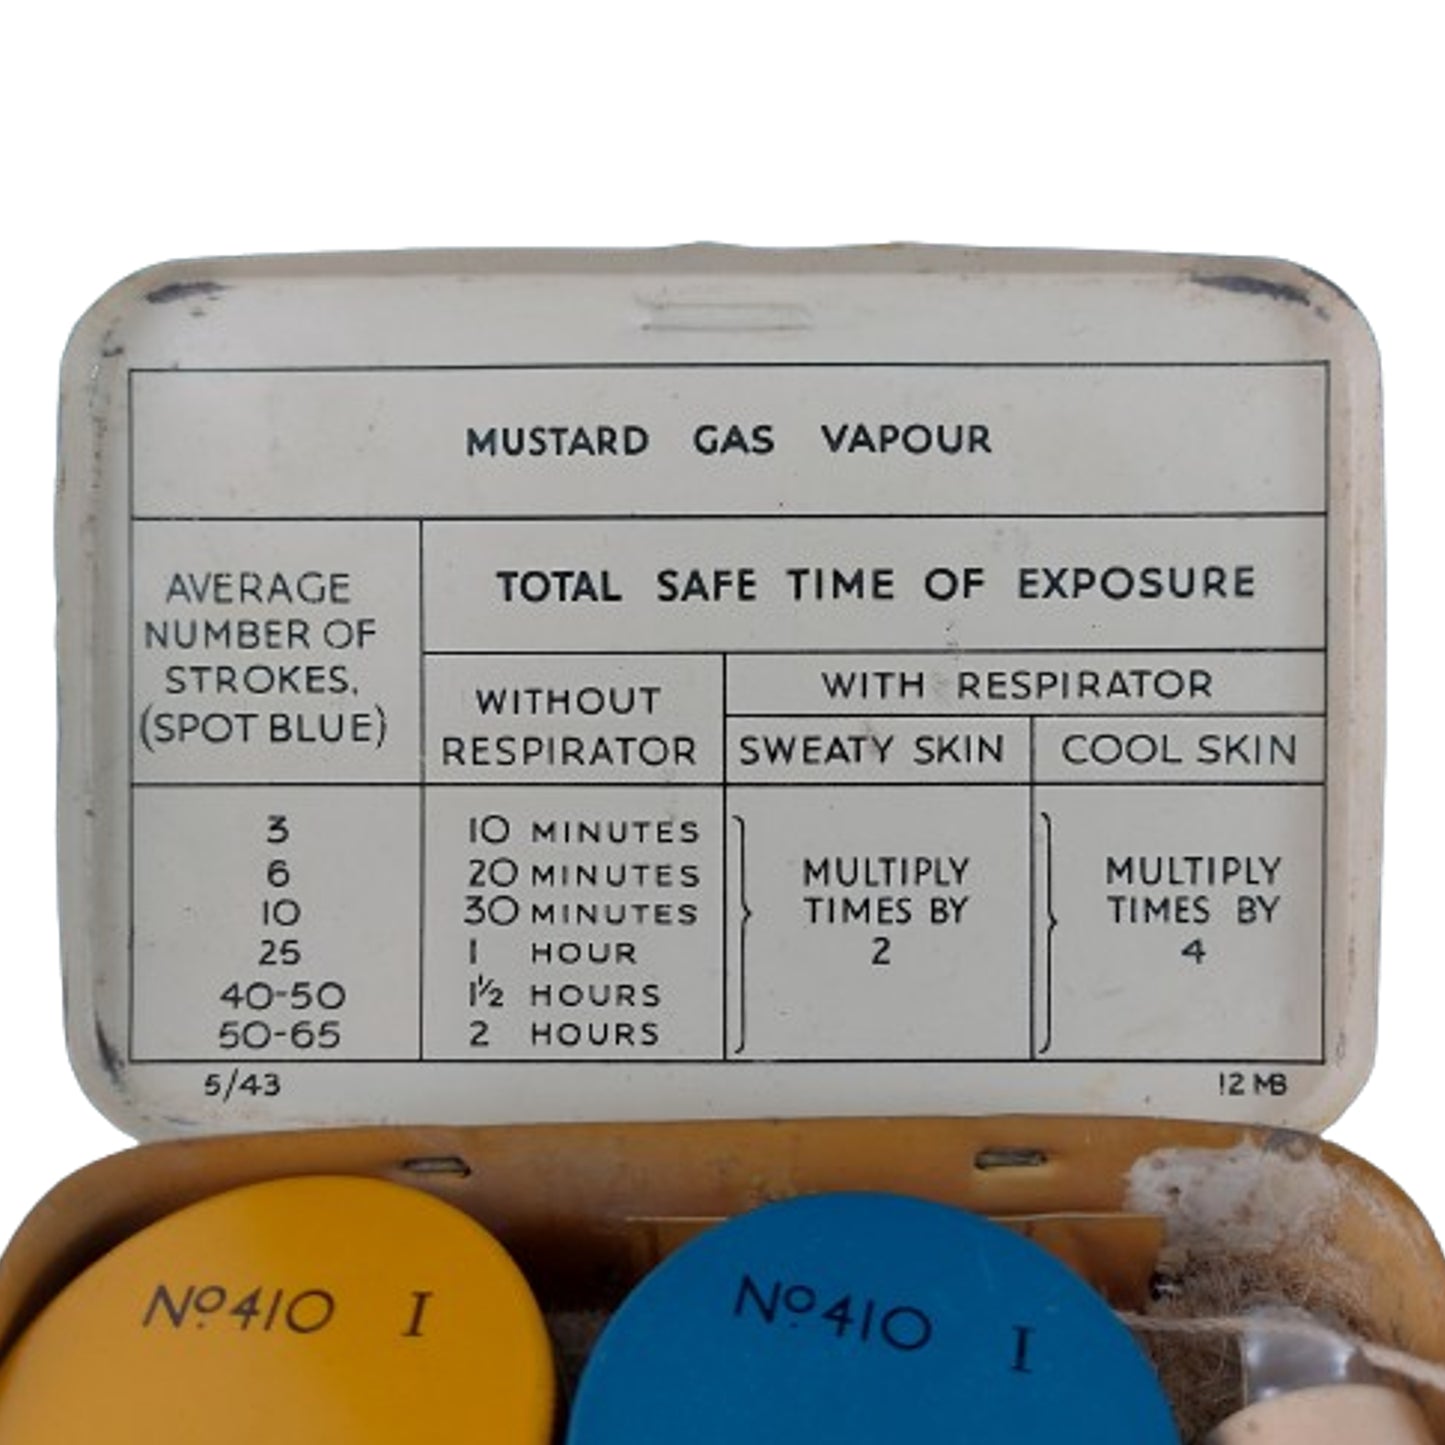 MUSTARD GAS VAPOUR
AVERAGE
NUMBER OF
STROKES.
(SPOT BLUE)
TOTAL SAFE TIME OF EXPOSURE
WITHOUT
RESPIRATOR
WITH RESPIRATOR
SWEATY SKIN
COOL SKIN
3 10 MINUTES
6 20 MINUTES
10 30 MINUTES
25 1 HOUR
40-50 1½ HOURS
50-65 2 HOURS
MULTIPLY
TIMES BY
2
MULTIPLY
TIMES BY
4
5/43
12 MB
Nº410 I
Nº410 I